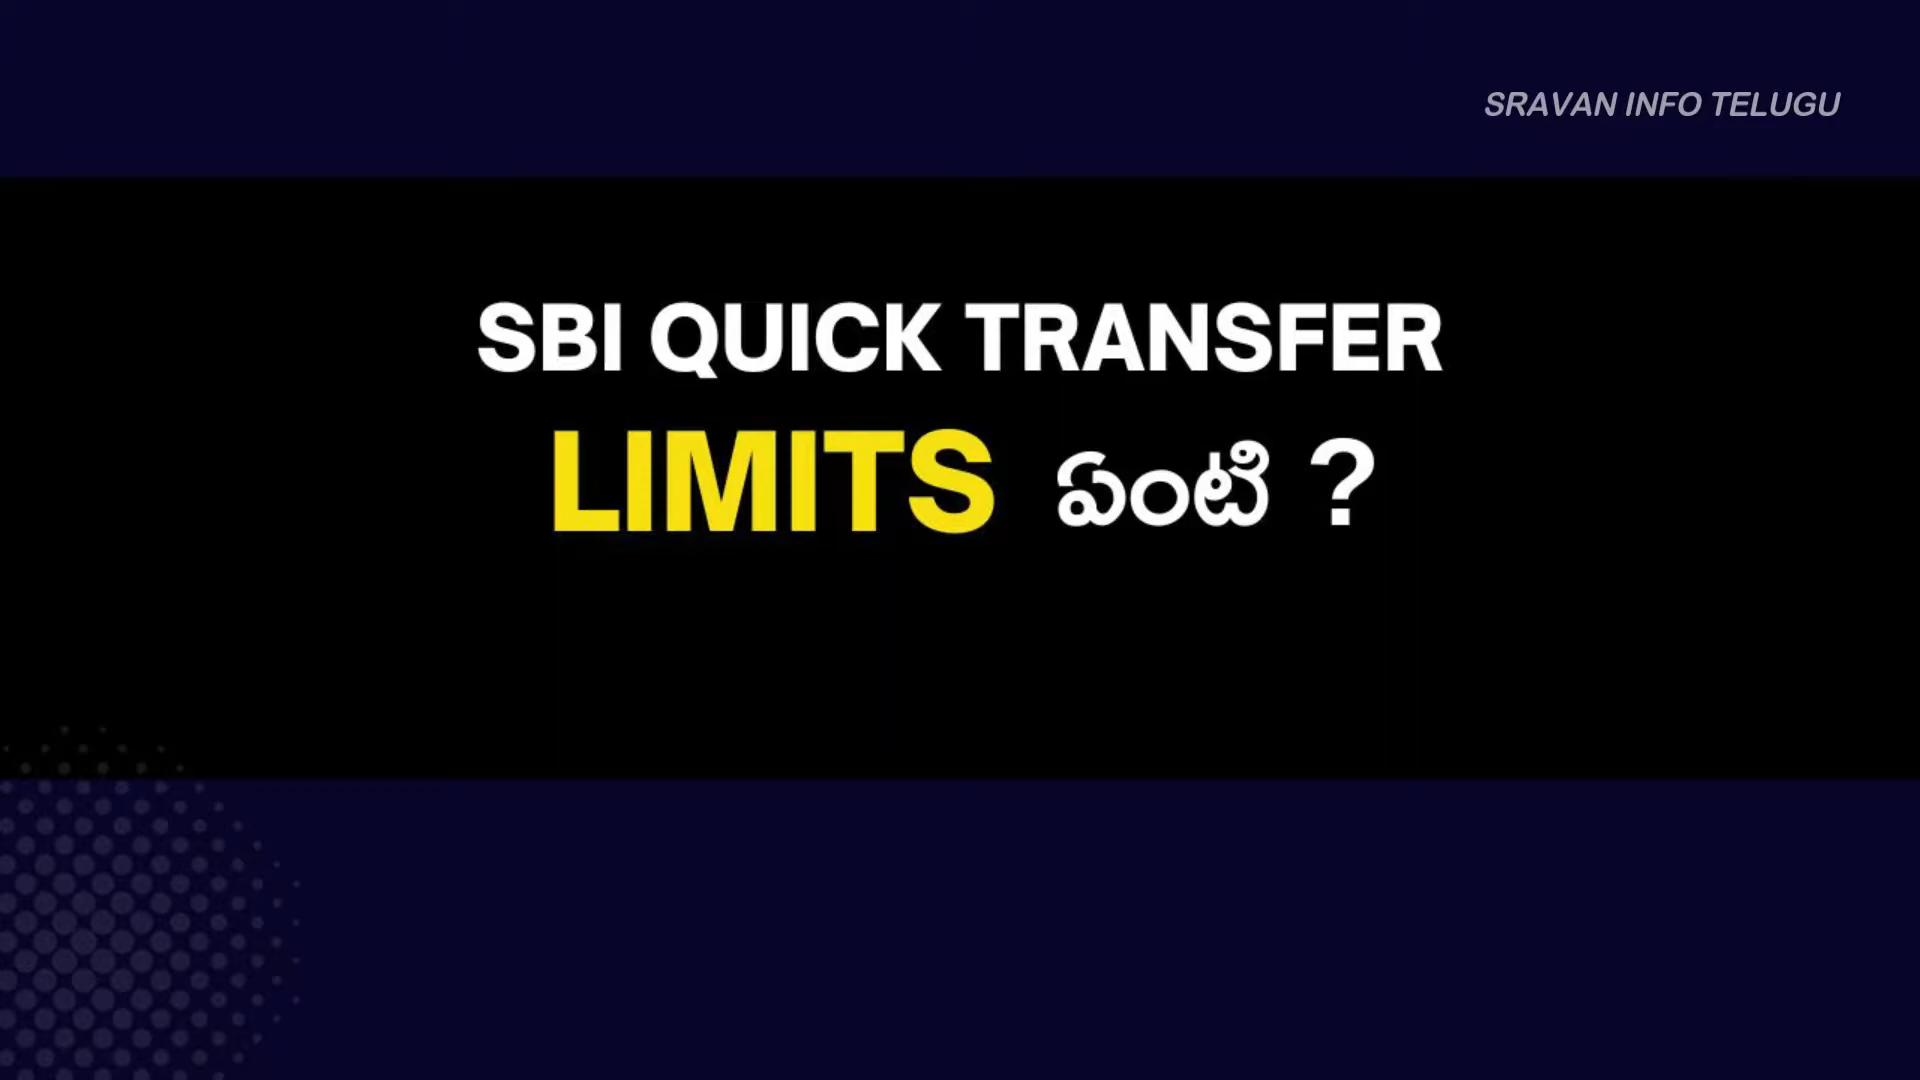 SRAVAN INFO TELUGU
SBI QUICK TRANSFER
LIMITS ఏంటి ?